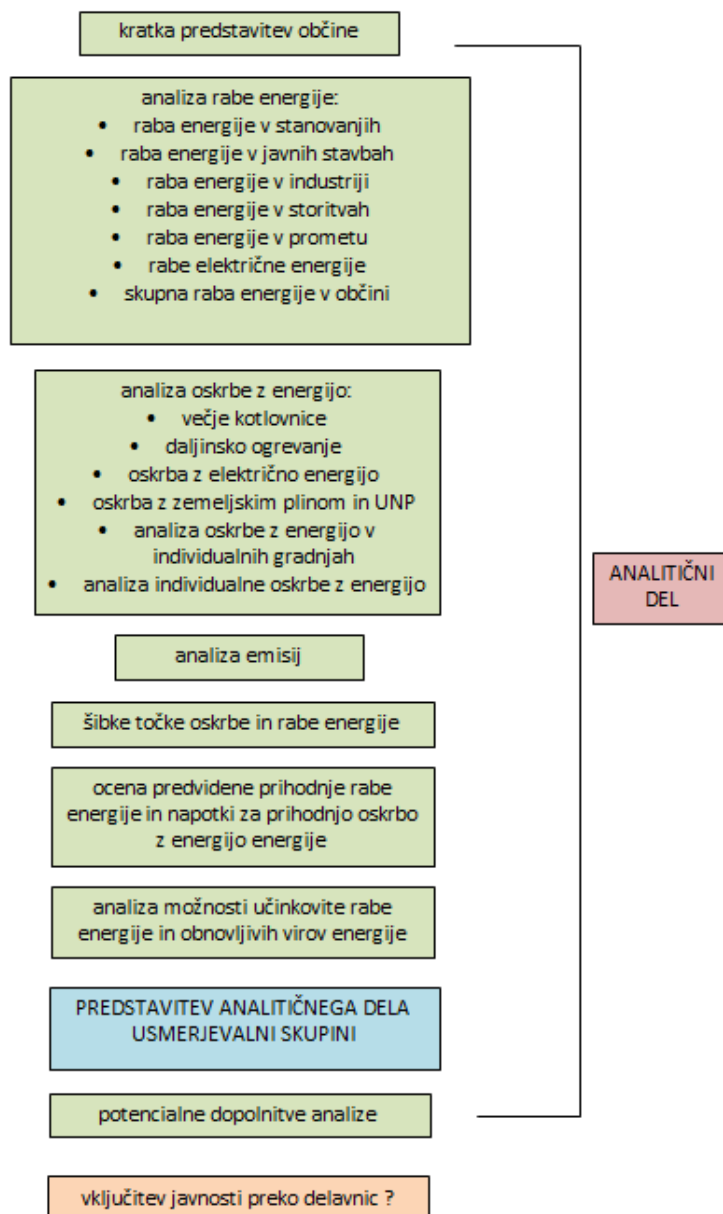 kratka predstavitev občine
analiza rabe energije:
• raba energije v stanovanjih
• raba energije v javnih stavbah
• raba energije v industriji
• raba energije v storitvah
• raba energije v prometu
• rabe električne energije
• skupna raba energije v občini
analiza oskrbe z energijo:
• večje kotlovnice
• daljinsko ogrevanje
• oskrba z električno energijo
• oskrba z zemeljskim plinom in UNP
• analiza oskrbe z energijo v
individualnih gradnjah
• analiza individualne oskrbe z energijo
ANALITIČNI
DEL
analiza emisij
šibke točke oskrbe in rabe energije
ocena predvidene prihodnje rabe
energije in napotki za prihodnjo oskrbo
z energijo energije
analiza možnosti učinkovite rabe
energije in obnovljivih virov energije
PREDSTAVITEV ANALITIČNEGA DELA
USMERJEVALNI SKUPINI
potencialne dopolnitve analize
vključitev javnosti preko delavnic ?